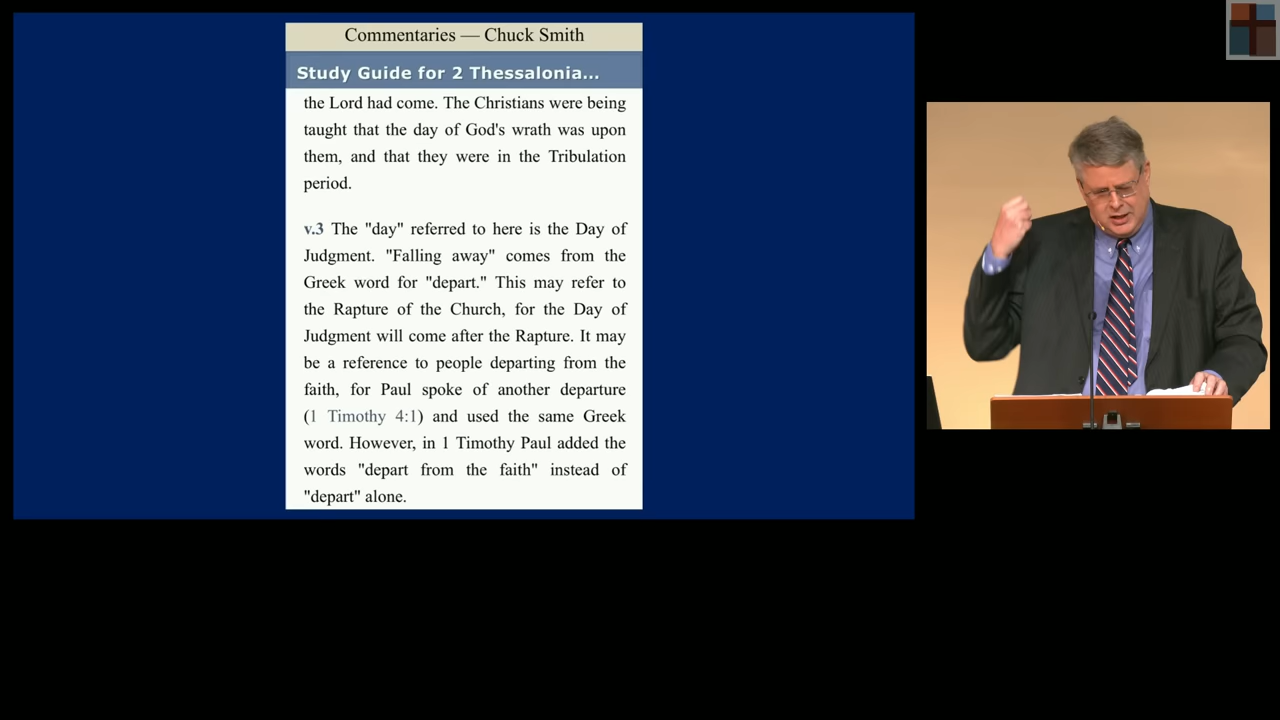 Commentaries — Chuck Smith
Study Guide for 2 Thessalonia...
the Lord had come. The Christians were being
taught that the day of God's wrath was upon
them, and that they were in the Tribulation
period.
v.3 The "day" referred to here is the Day of
Judgment. "Falling away" comes from the
Greek word for "depart." This may refer to
the Rapture of the Church, for the Day of
Judgment will come after the Rapture. It may
be a reference to people departing from the
faith, for Paul spoke of another departure
(1 Timothy 4:1) and used the same Greek
word. However, in 1 Timothy Paul added the
words "depart from the faith" instead of
"depart" alone.